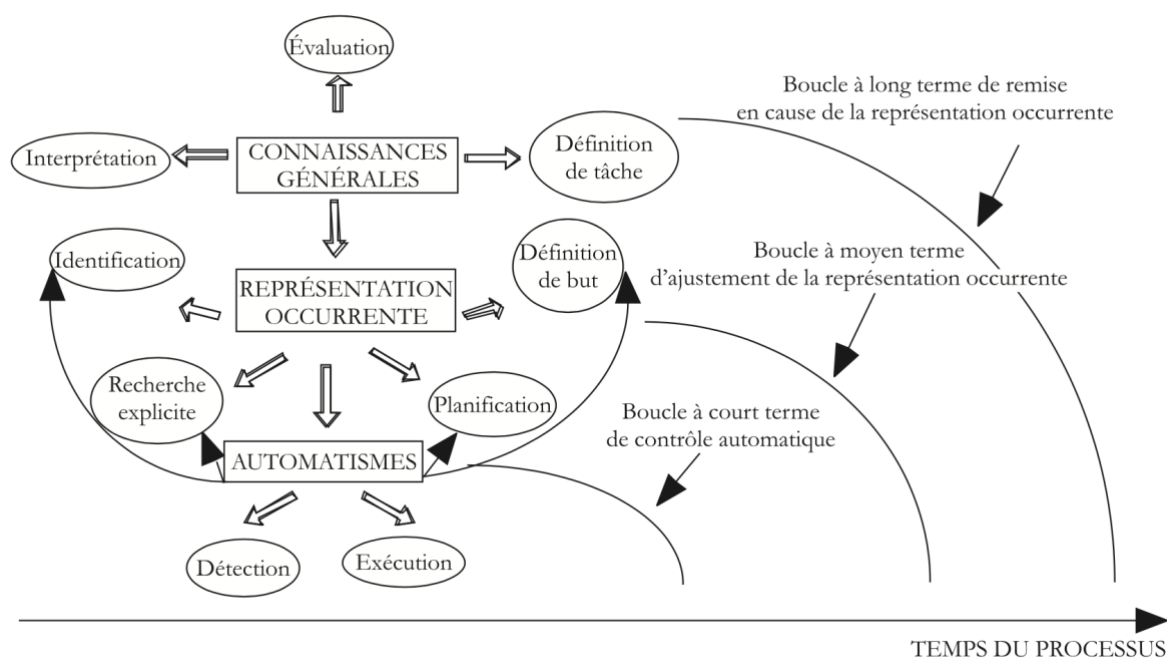 Évaluation
Boucle à long terme de remise
en cause de la représentation occurrente
Interprétation
CONNAISSANCES
GÉNÉRALES
Définition
de tâche
Identification
Définition
de but
Boucle à moyen terme
d'ajustement de la représentation occurrente
REPRÉSENTATION
OCCURRENTE
Recherche
explicite
Planification
Boucle à court terme
de contrôle automatique
AUTOMATISMES
Détection
Exécution
TEMPS DU PROCESSUS